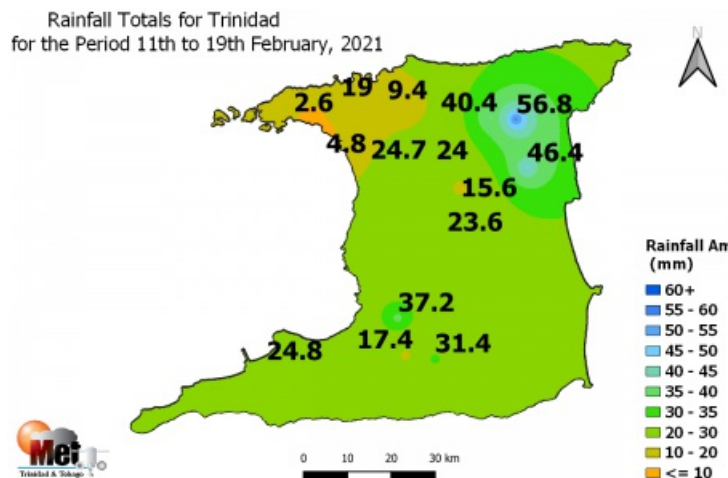 Rainfall Totals for Trinidad
for the Period 11th to 19th February, 2021
N
19
9.4
2.6
40.4
56.8
4.8
24.7
24
46.4
15.6
23.6
37.2
17.4
31.4
24.8
Rainfall Am
(mm)
60+
55 - 60
50 - 55
45 - 50
40 - 45
35 - 40
30 - 35
20 - 30
10 - 20
<= 10
Met
Trinidad & Tobago
0 10 20 30 km